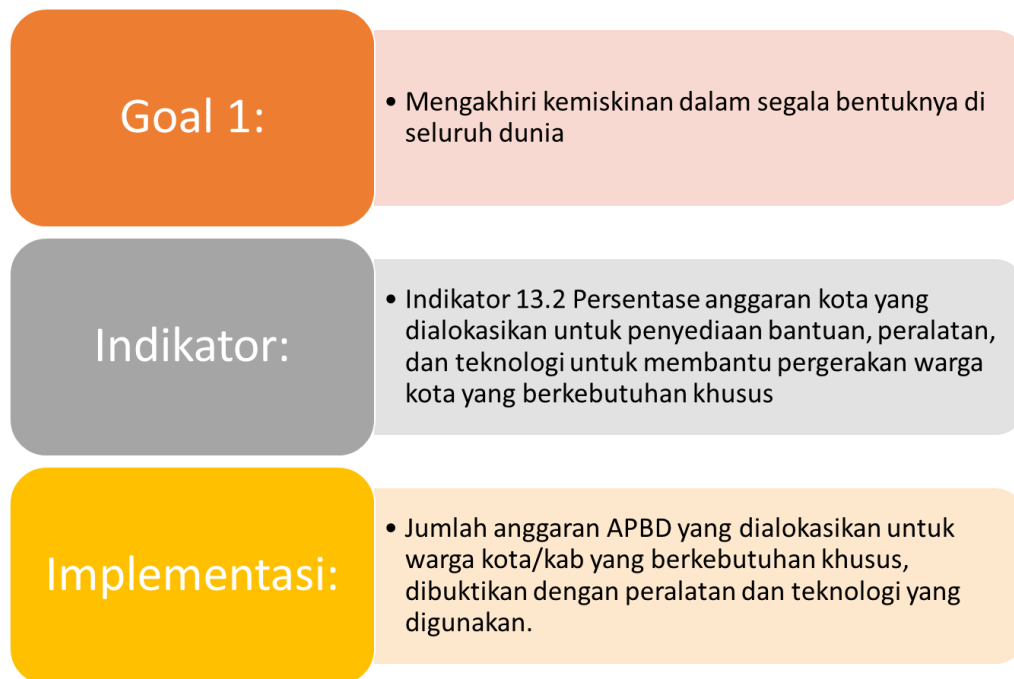 Goal 1:
• Mengakhiri kemiskinan dalam segala bentuknya di
seluruh dunia
Indikator:
• Indikator 13.2 Persentase anggaran kota yang
dialokasikan untuk penyediaan bantuan, peralatan,
dan teknologi untuk membantu pergerakan warga
kota yang berkebutuhan khusus
Implementasi:
• Jumlah anggaran APBD yang dialokasikan untuk
warga kota/kab yang berkebutuhan khusus,
dibuktikan dengan peralatan dan teknologi yang
digunakan.